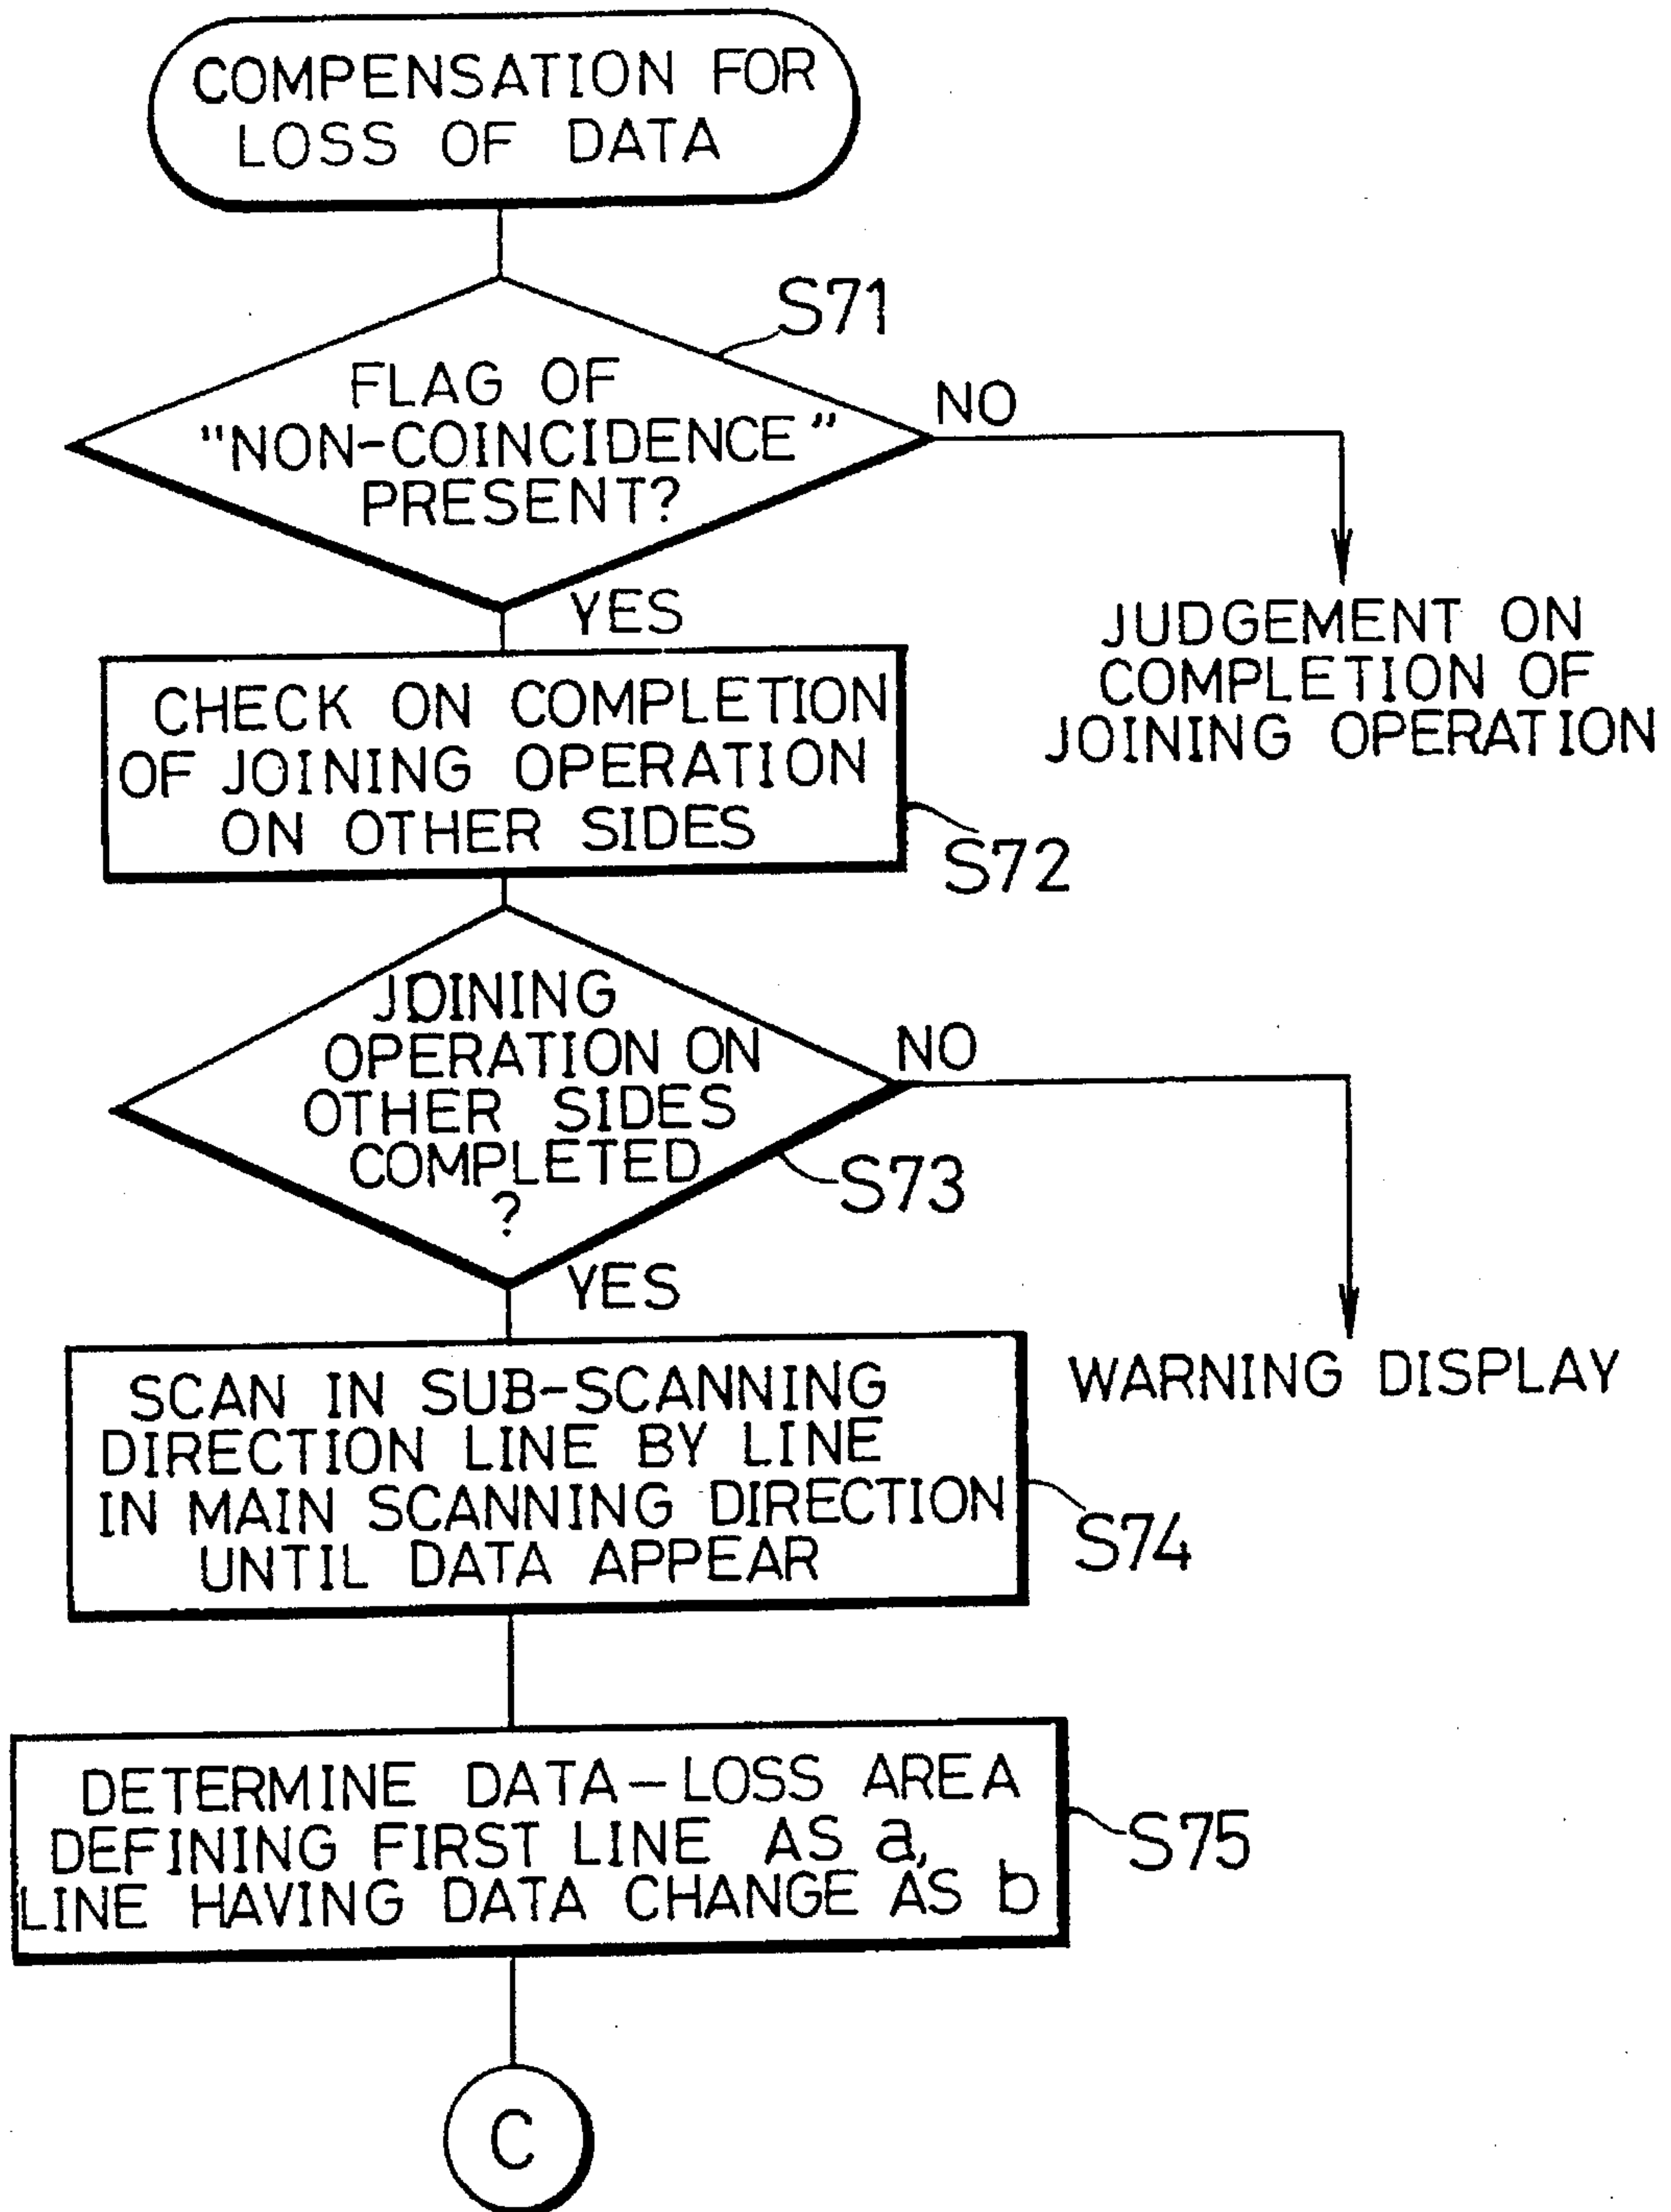 COMPENSATION FOR
LOSS OF DATA
S71
FLAG OF
"NON-COINCIDENCE"
PRESENT?
NO
YES
JUDGEMENT ON
COMPLETION OF
JOINING OPERATION
CHECK ON COMPLETION
OF JOINING OPERATION
ON OTHER SIDES
S72
JOINING
OPERATION ON
OTHER SIDES
COMPLETED
?
NO
S73
YES
WARNING DISPLAY
SCAN IN SUB-SCANNING
DIRECTION LINE BY LINE
IN MAIN SCANNING DIRECTION
UNTIL DATA APPEAR
S74
DETERMINE DATA-LOSS AREA
DEFINING FIRST LINE AS a,
LINE HAVING DATA CHANGE AS b
S75
C